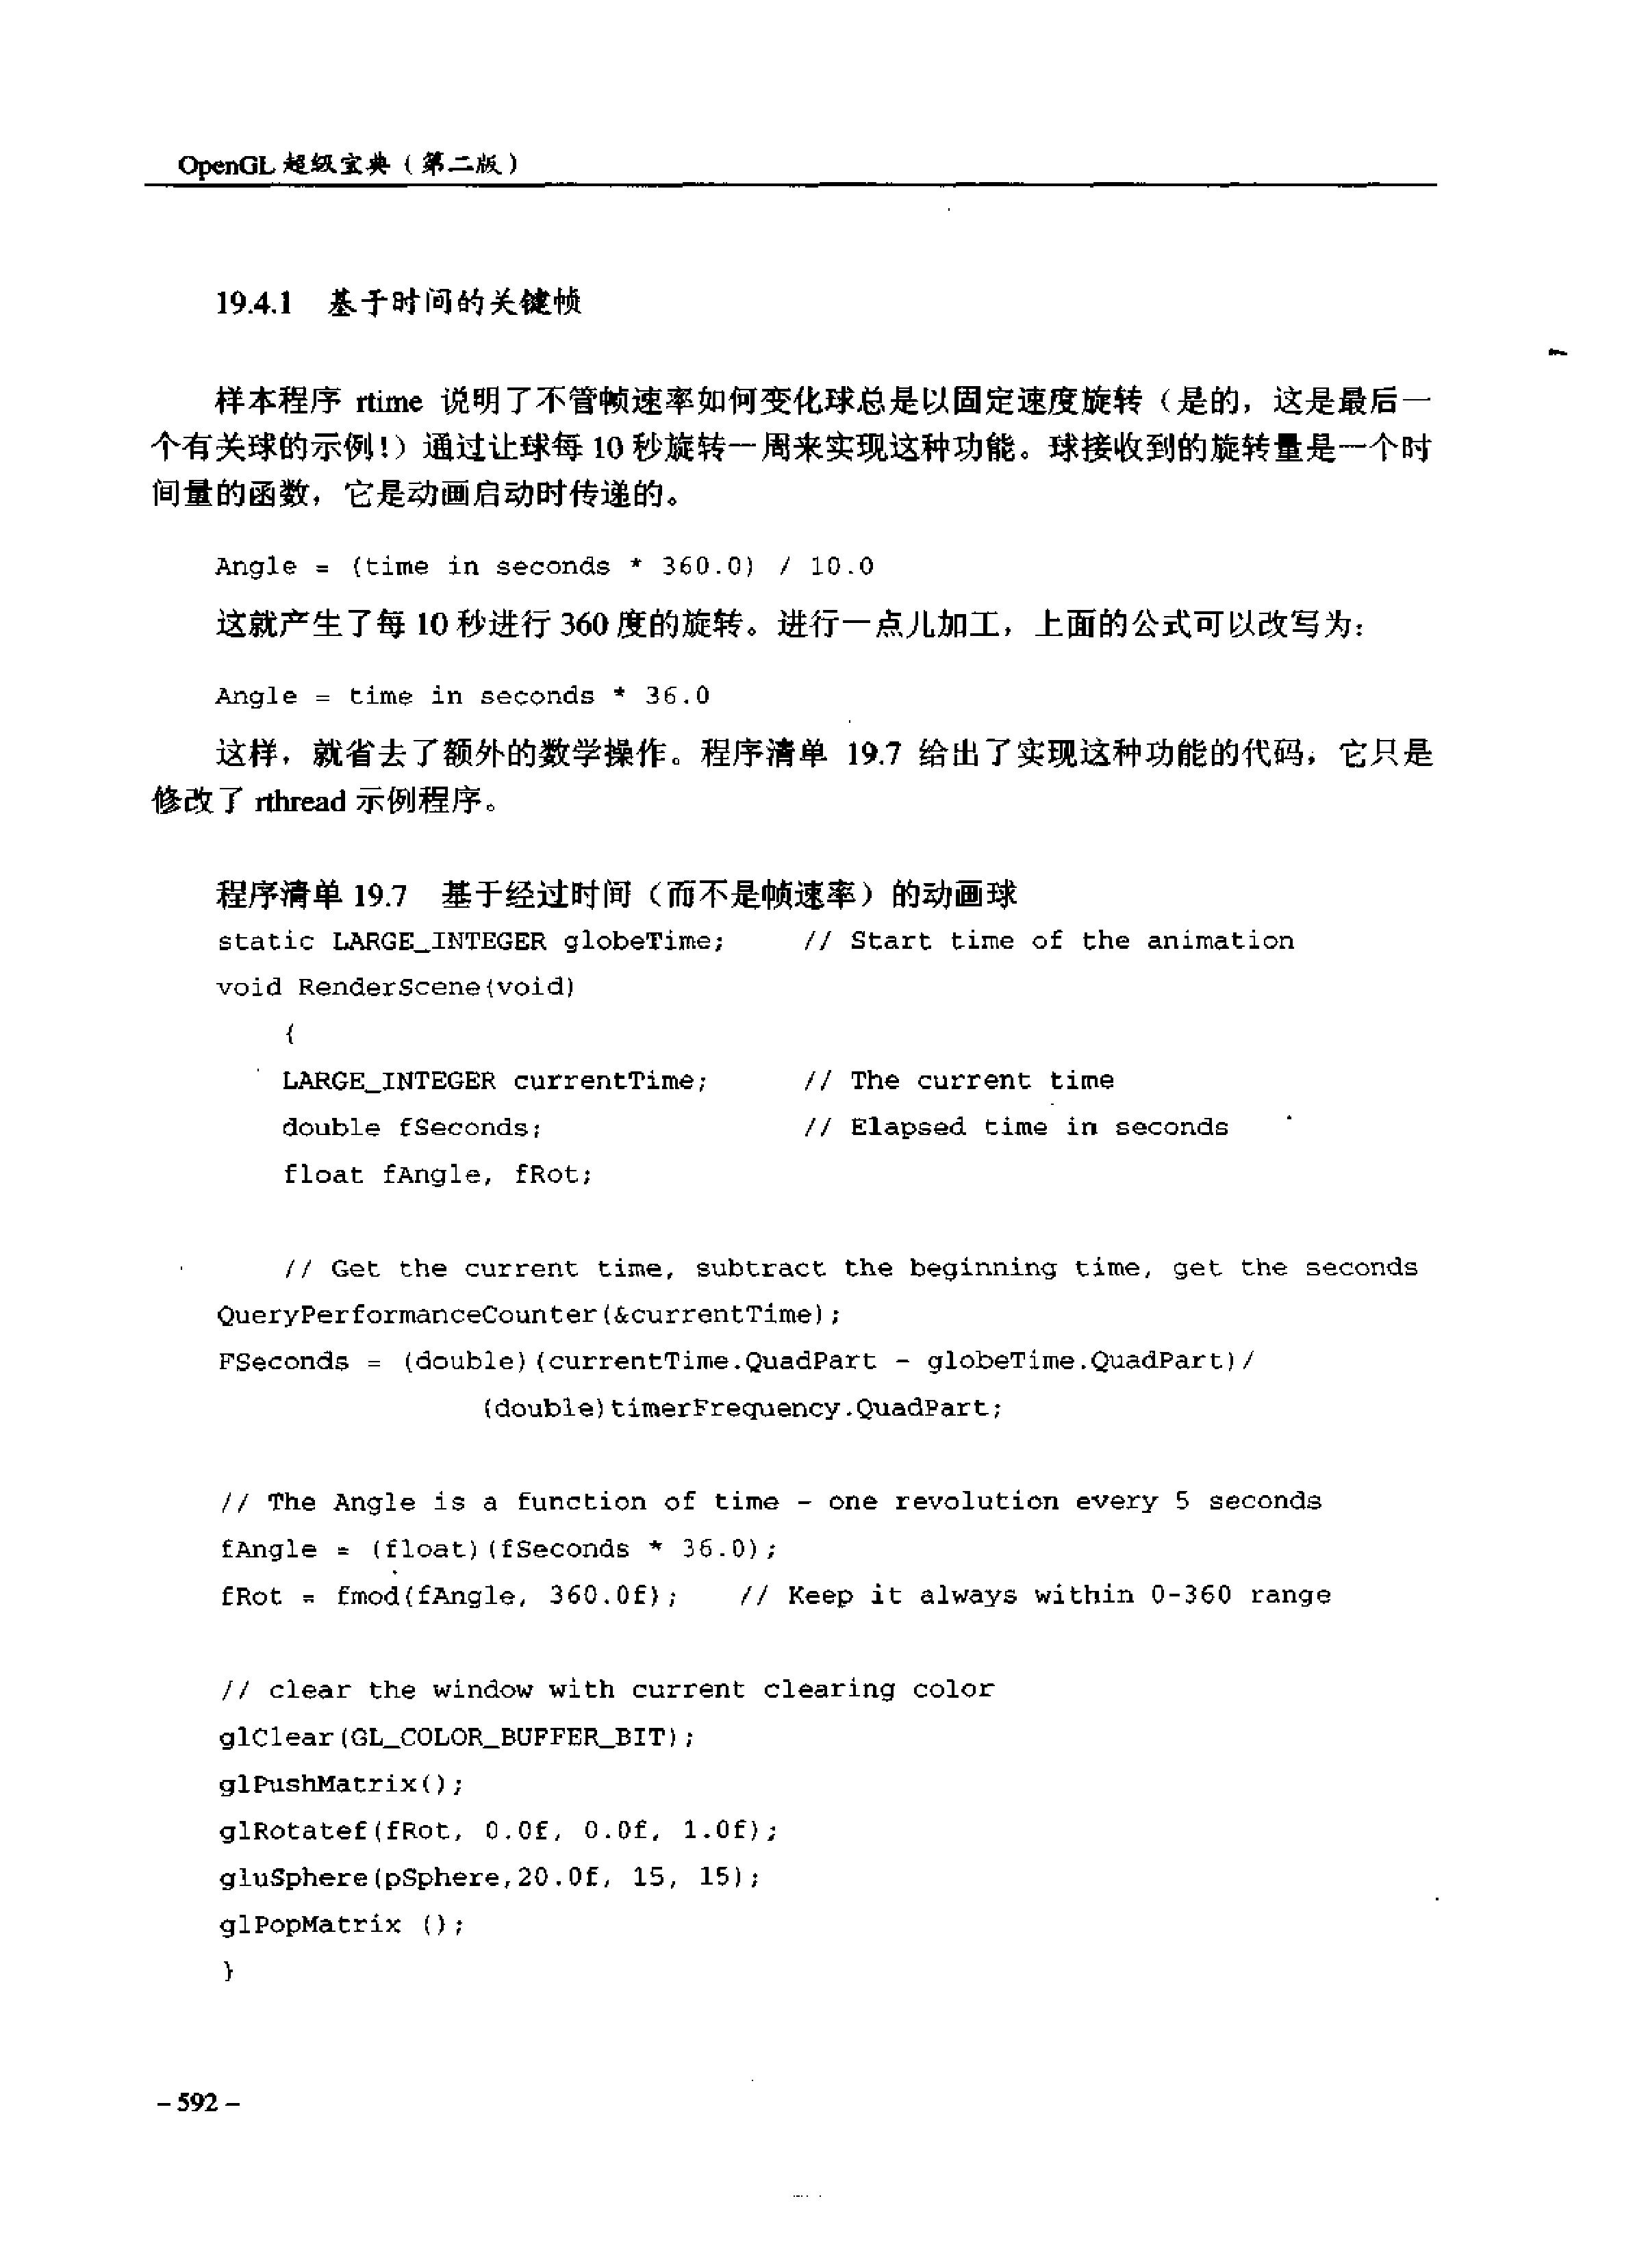 OpenGL 超级宝典（第二版）
19.4.1 基于时间的关键帧
样本程序 rtime 说明了不管帧速率如何变化球总是以固定速度旋转（是的，这是最后一
个有关球的示例!）通过让球每 10 秒旋转一周来实现这种功能。球接收到的旋转量是一个时
间量的函数，它是动画启动时传递的。
Angle = (time in seconds * 360.0) / 10.0
这就产生了每 10 秒进行 360 度的旋转。进行一点儿加工，上面的公式可以改写为：
Angle = time in seconds * 36.0
这样，就省去了额外的数学操作。程序清单 19.7 给出了实现这种功能的代码，它只是
修改了 rthread 示例程序。
程序清单 19.7 基于经过时间（而不是帧速率）的动画球
static LARGE_INTEGER globeTime; // Start time of the animation
void RenderScene(void)
{
LARGE_INTEGER currentTime; // The current time
double fSeconds; // Elapsed time in seconds
float fAngle, fRot;
// Get the current time, subtract the beginning time, get the seconds
QueryPerformanceCounter(&currentTime);
FSeconds = (double)(currentTime.QuadPart - globeTime.QuadPart)/
(double)timerFrequency.QuadPart;
// The Angle is a function of time - one revolution every 5 seconds
fAngle = (float)(fSeconds * 36.0);
fRot = fmod(fAngle, 360.0f); // Keep it always within 0-360 range
// clear the window with current clearing color
glClear(GL_COLOR_BUFFER_BIT);
glPushMatrix();
glRotatef(fRot, 0.0f, 0.0f, 1.0f);
gluSphere(pSphere,20.0f, 15, 15);
glPopMatrix ();
}
- 592 -